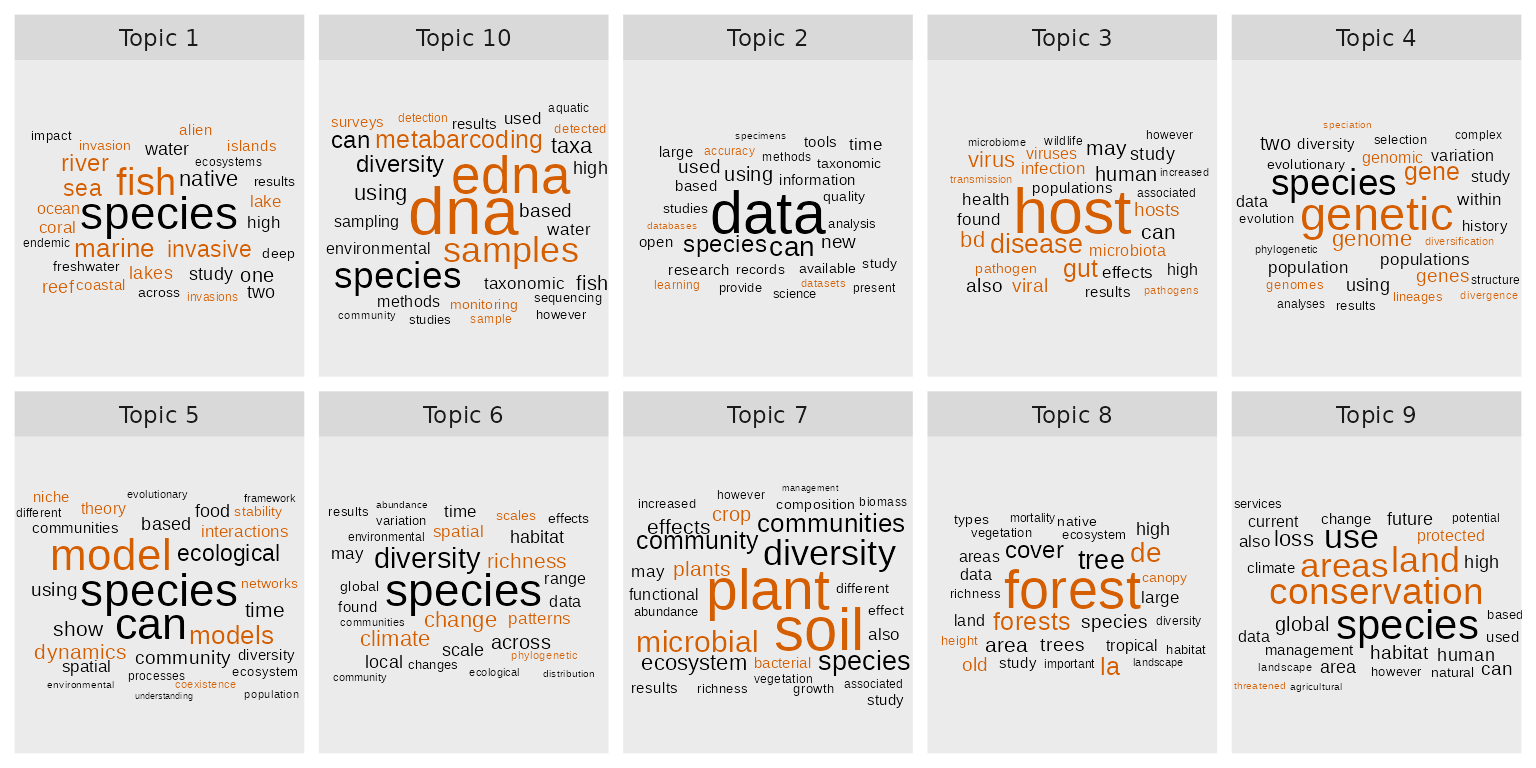 Topic 1
alien
impact invasion water islands
river ecosystems
sea fish native results
ocean species lake
coral high
endemic marine invasive deep
freshwater lakes study one
reef coastal across invasions two
Topic 10
aquatic
surveys detection results used detected
can metabarcoding taxa
diversity edna high
using dna based
sampling water
environmental samples
species taxonomic fish
methods monitoring sequencing
community studies sample however
Topic 2
specimens tools time
large accuracy methods taxonomic
used using information
based quality
studies data analysis
databases
open species can new
research records available study
learning provide datasets present
science
Topic 3
microbiome wildlife however
virus viruses may study
infection human increased
transmission populations associated
health host hosts
found can
bd disease microbiota
pathogen gut effects high
also viral results pathogens
Topic 4
speciation
two diversity selection complex
genomic variation
evolutionary gene study
species within
data genetic
evolution history
genome diversification
phylogenetic populations
population genes structure
genomes using lineages divergence
analyses results
Topic 5
niche evolutionary framework
different theory food stability
communities based interactions
model ecological
using species networks
time
show can models
dynamics community diversity
spatial processes ecosystem
environmental coexistence population
understanding
Topic 6
abundance
results time scales effects
variation spatial
environmental habitat
may diversity richness
global species range
found data
communities change patterns
climate scale across
local changes phylogenetic
community ecological distribution
Topic 7
management
increased however composition biomass
crop
effects communities
community diversity
may plants
functional plant different
abundance soil effect
microbial also
ecosystem bacterial species
vegetation
results richness growth associated
study
Topic 8
types mortality native high
vegetation ecosystem
areas cover tree de
data forest canopy
richness large
land forests species diversity
height area trees tropical habitat
old study important la landscape
Topic 9
services
current change future potential
also loss use protected
climate areas land high
conservation
global species based
data used
management habitat human
landscape area however natural can
threatened agricultural